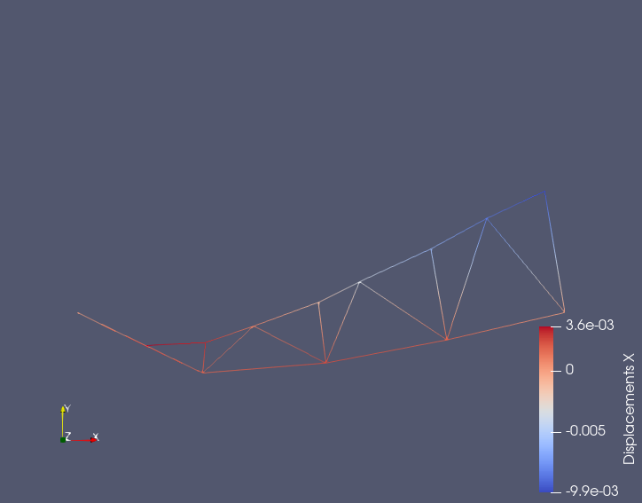 3.6e-03
0
-0.005
-9.9e-03
Displacements X
Y
Z
X